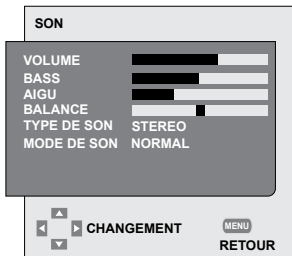 SON
VOLUME
BASS
AIGU
BALANCE
TYPE DE SON STEREO
MODE DE SON NORMAL
CHANGEMENT
MENU
RETOUR